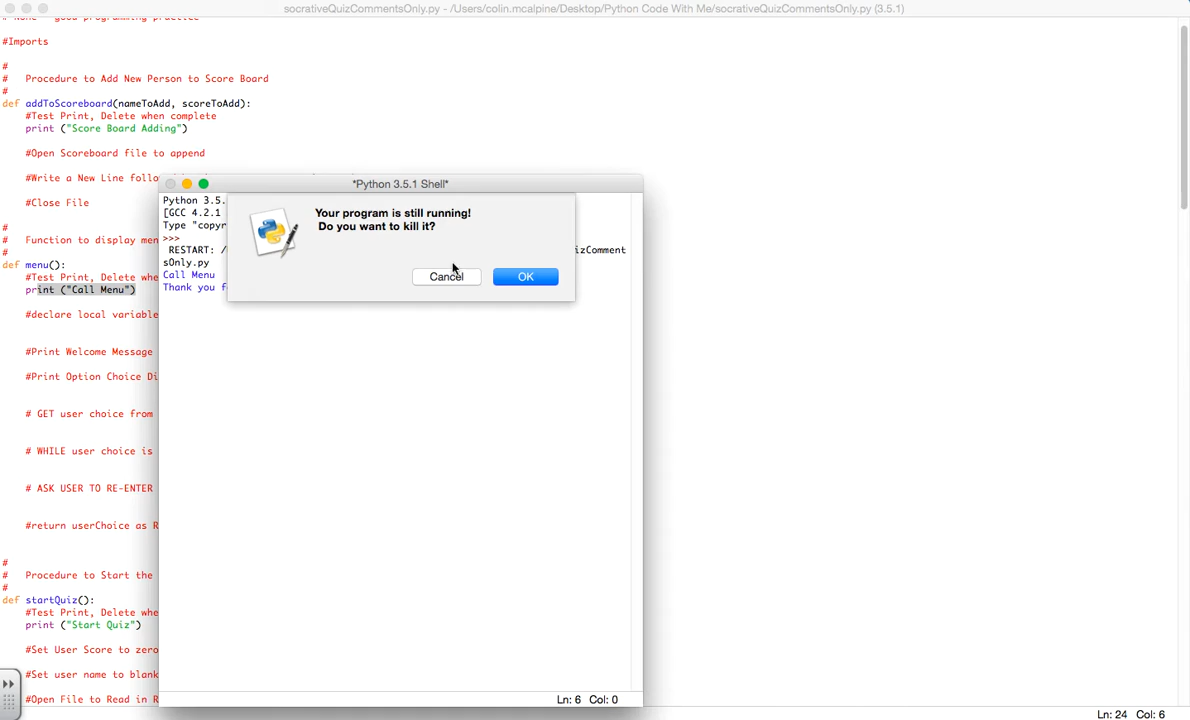 socrativeQuizCommentsOnly.py - /Users/colin.mcalpine/Desktop/Python Code With Me/socrativeQuizCommentsOnly.py (3.5.1)
# None - good programming practice
#Imports
#
# Procedure to Add New Person to Score Board
#
def addToScoreboard(nameToAdd, scoreToAdd):
#Test Print, Delete when complete
print ("Score Board Adding")
#Open Scoreboard file to append
#Write a New Line follo
#Close File
#
# Function to display men
#
def menu():
#Test Print, Delete whe
print ("Call Menu")
#declare local variable
#Print Welcome Message
#Print Option Choice Di
# GET user choice from
# WHILE user choice is
# ASK USER TO RE-ENTER
#return userChoice as R
#
# Procedure to Start the
#
def startQuiz():
#Test Print, Delete whe
print ("Start Quiz")
#Set User Score to zero
#Set user name to blank
#Open File to Read in R
*Python 3.5.1 Shell*
Python 3.5.
[GCC 4.2.1
Type "copyr
>>>
RESTART: / izComment
sOnly.py
Call Menu
Thank you f
Your program is still running!
Do you want to kill it?
Cancel
OK
Ln: 6 Col: 0
Ln: 24 Col: 6